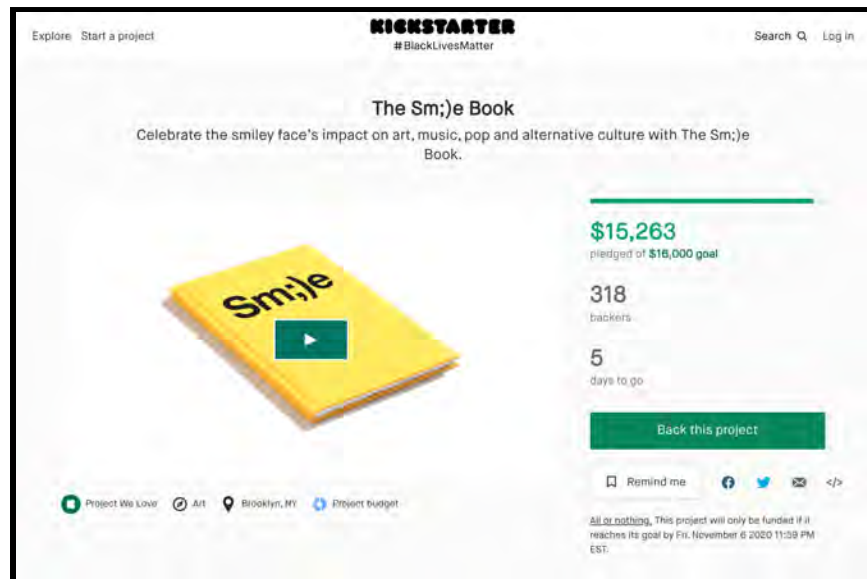 Explore Start a project
KICKSTARTER
#BlackLivesMatter
Search Log in
The Sm;)e Book
Celebrate the smiley face's impact on art, music, pop and alternative culture with The Sm;)e
Book.
Sm;)e
$15,263
pledged of $16,000 goal
318
backers
5
days to go
Back this project
Remind me
</>
Project We Love Art Brooklyn, NY Project budget
All or nothing. This project will only be funded if it
reaches its goal by Fri, November 6 2020 11:59 PM
EST.